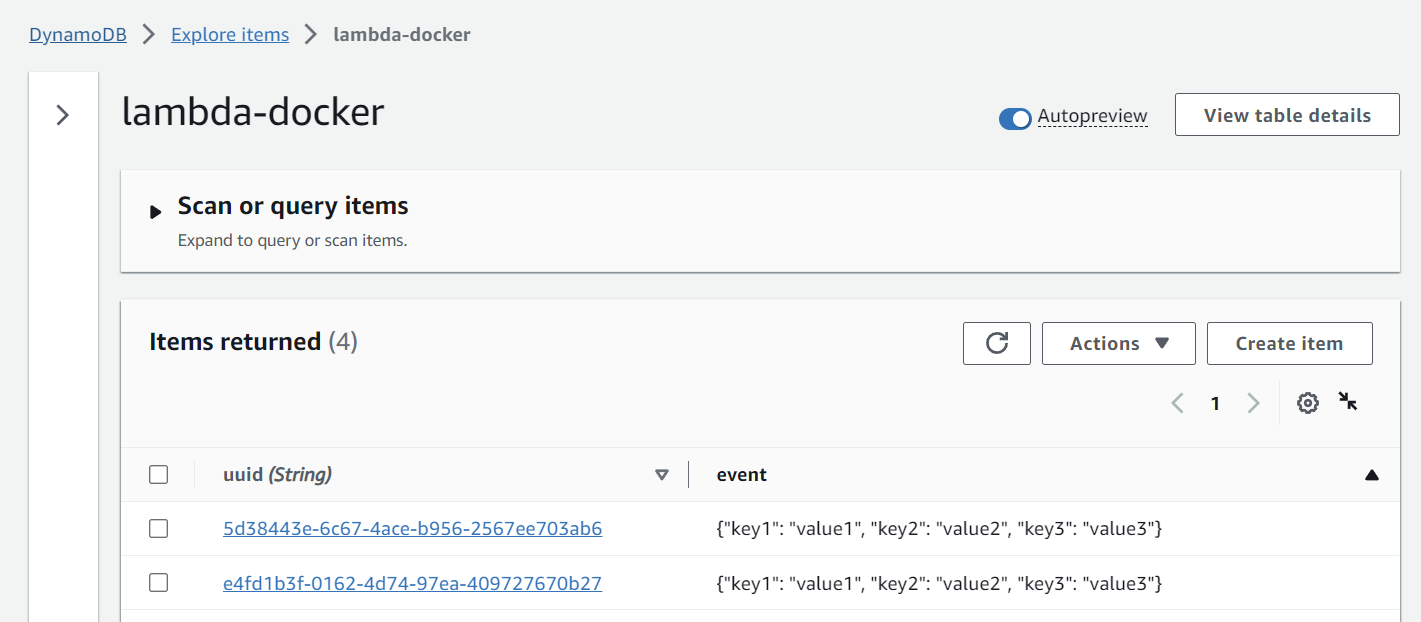 DynamoDB > Explore items > lambda-docker
lambda-docker
Autopreview
View table details
Scan or query items
Expand to query or scan items.
Items returned (4)
Actions
Create item
1
uuid (String) event
5d38443e-6c67-4ace-b956-2567ee703ab6 {"key1": "value1", "key2": "value2", "key3": "value3"}
e4fd1b3f-0162-4d74-97ea-409727670b27 {"key1": "value1", "key2": "value2", "key3": "value3"}